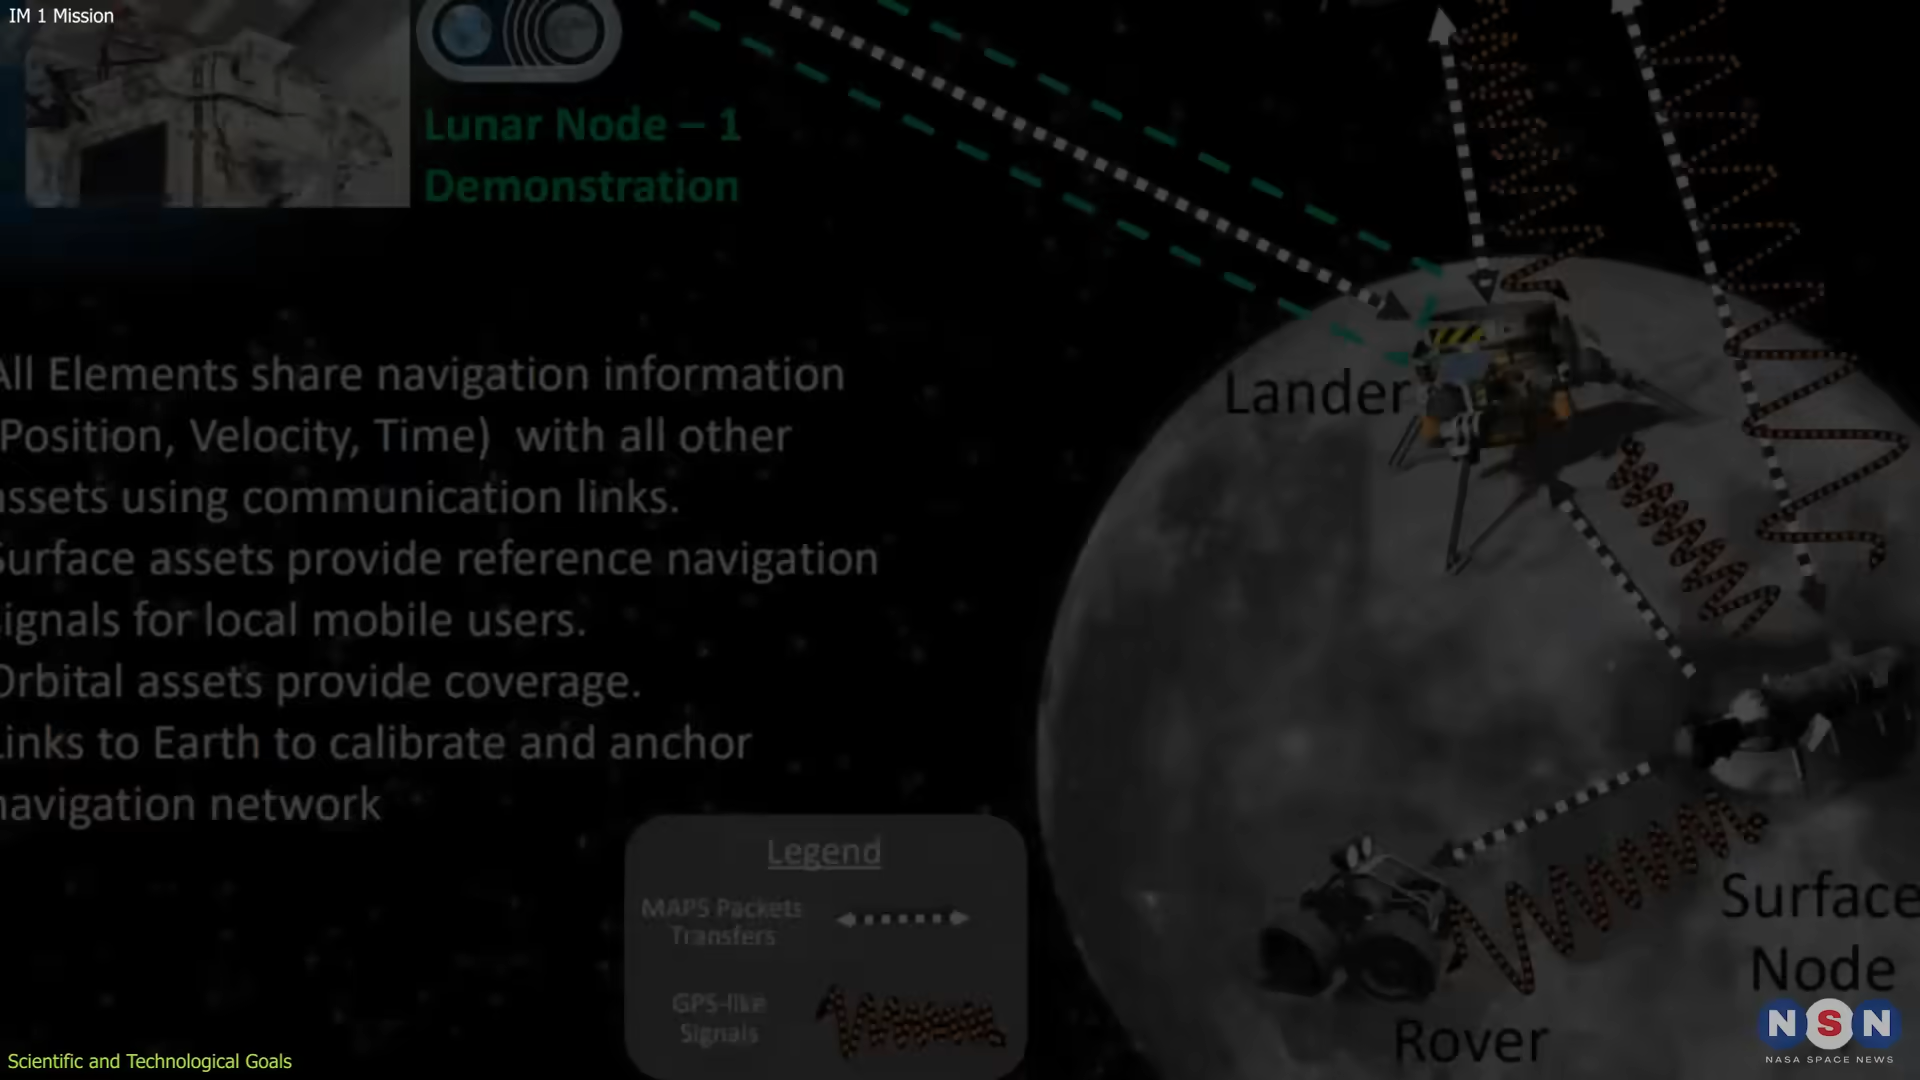 IM 1 Mission
Lunar Node – 1
Demonstration
All Elements share navigation information
(Position, Velocity, Time) with all other
assets using communication links.
Surface assets provide reference navigation
signals for local mobile users.
Orbital assets provide coverage.
Links to Earth to calibrate and anchor
navigation network
Lander
Legend
MAPS Packets
Transfers
GPS-like
Signals
Surface
Node
Rover
NSN
NASA SPACE NEWS
Scientific and Technological Goals